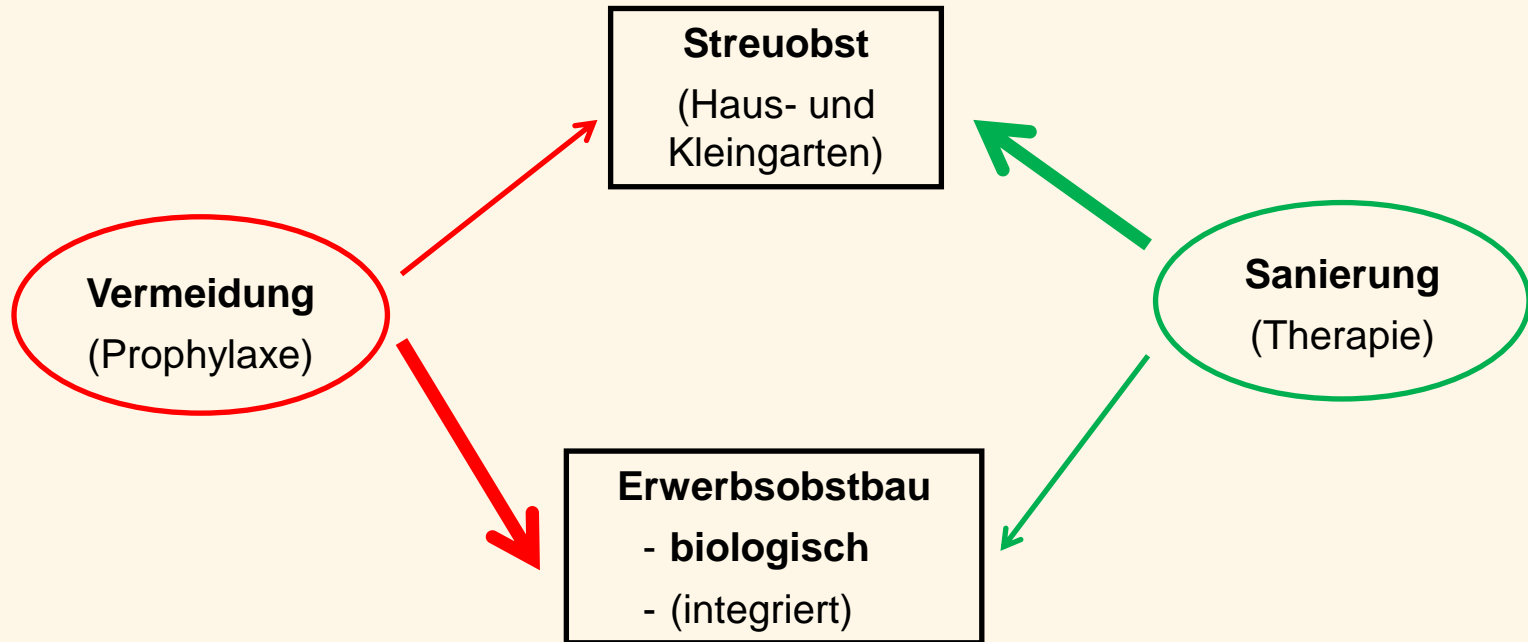 Streuobst
(Haus- und
Kleingarten)
Vermeidung
(Prophylaxe)
Sanierung
(Therapie)
Erwerbsobstbau
- biologisch
- (integriert)